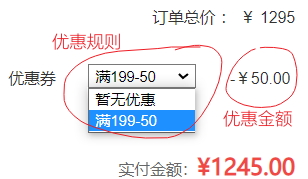 订单总价： ￥ 1295
优惠规则
优惠券 满199-50 -￥50.00
暂无优惠
满199-50
优惠金额
实付金额: ¥1245.00